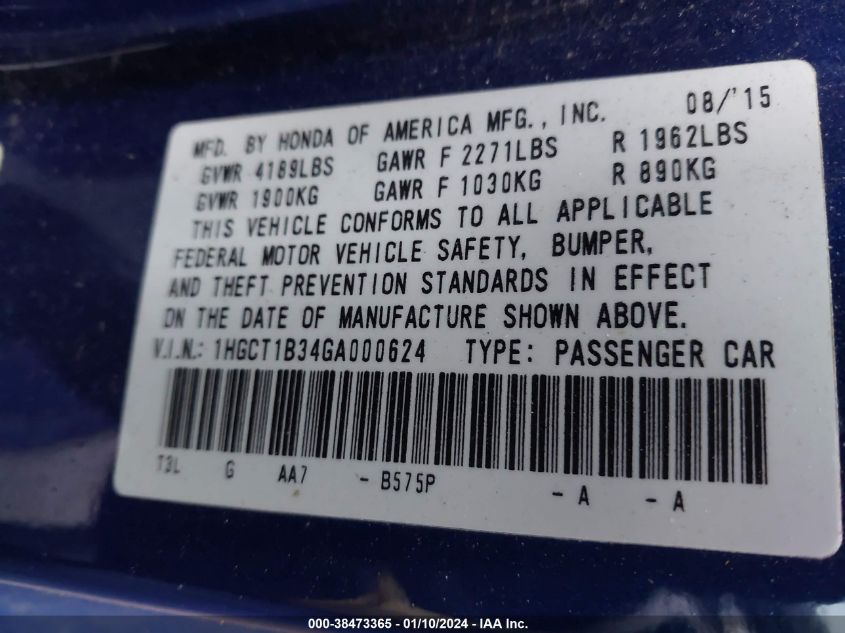 MFD. BY HONDA OF AMERICA MFG., INC. 08/'15
GVWR 4189LBS GAWR F 2271LBS R 1962LBS
GVWR 1900KG GAWR F 1030KG R 890KG
THIS VEHICLE CONFORMS TO ALL APPLICABLE
FEDERAL MOTOR VEHICLE SAFETY, BUMPER,
AND THEFT PREVENTION STANDARDS IN EFFECT
ON THE DATE OF MANUFACTURE SHOWN ABOVE.
V.I.N.: 1HGCT1B34GA000624 TYPE: PASSENGER CAR
T3L G AA7 - B575P - A - A
000-38473365 - 01/10/2024 - IAA Inc.